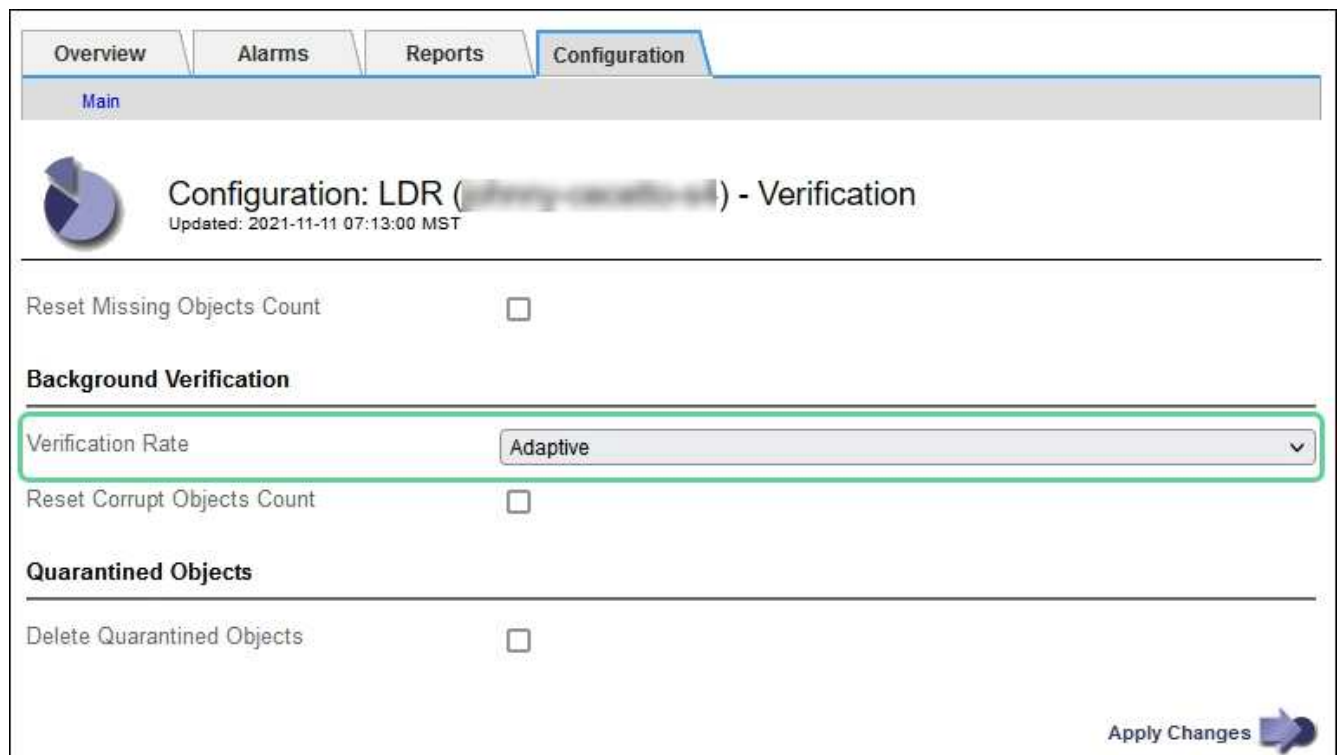 Overview Alarms Reports Configuration
Main
Configuration: LDR ( ) - Verification
Updated: 2021-11-11 07:13:00 MST
Reset Missing Objects Count
Background Verification
Verification Rate Adaptive
Reset Corrupt Objects Count
Quarantined Objects
Delete Quarantined Objects
Apply Changes